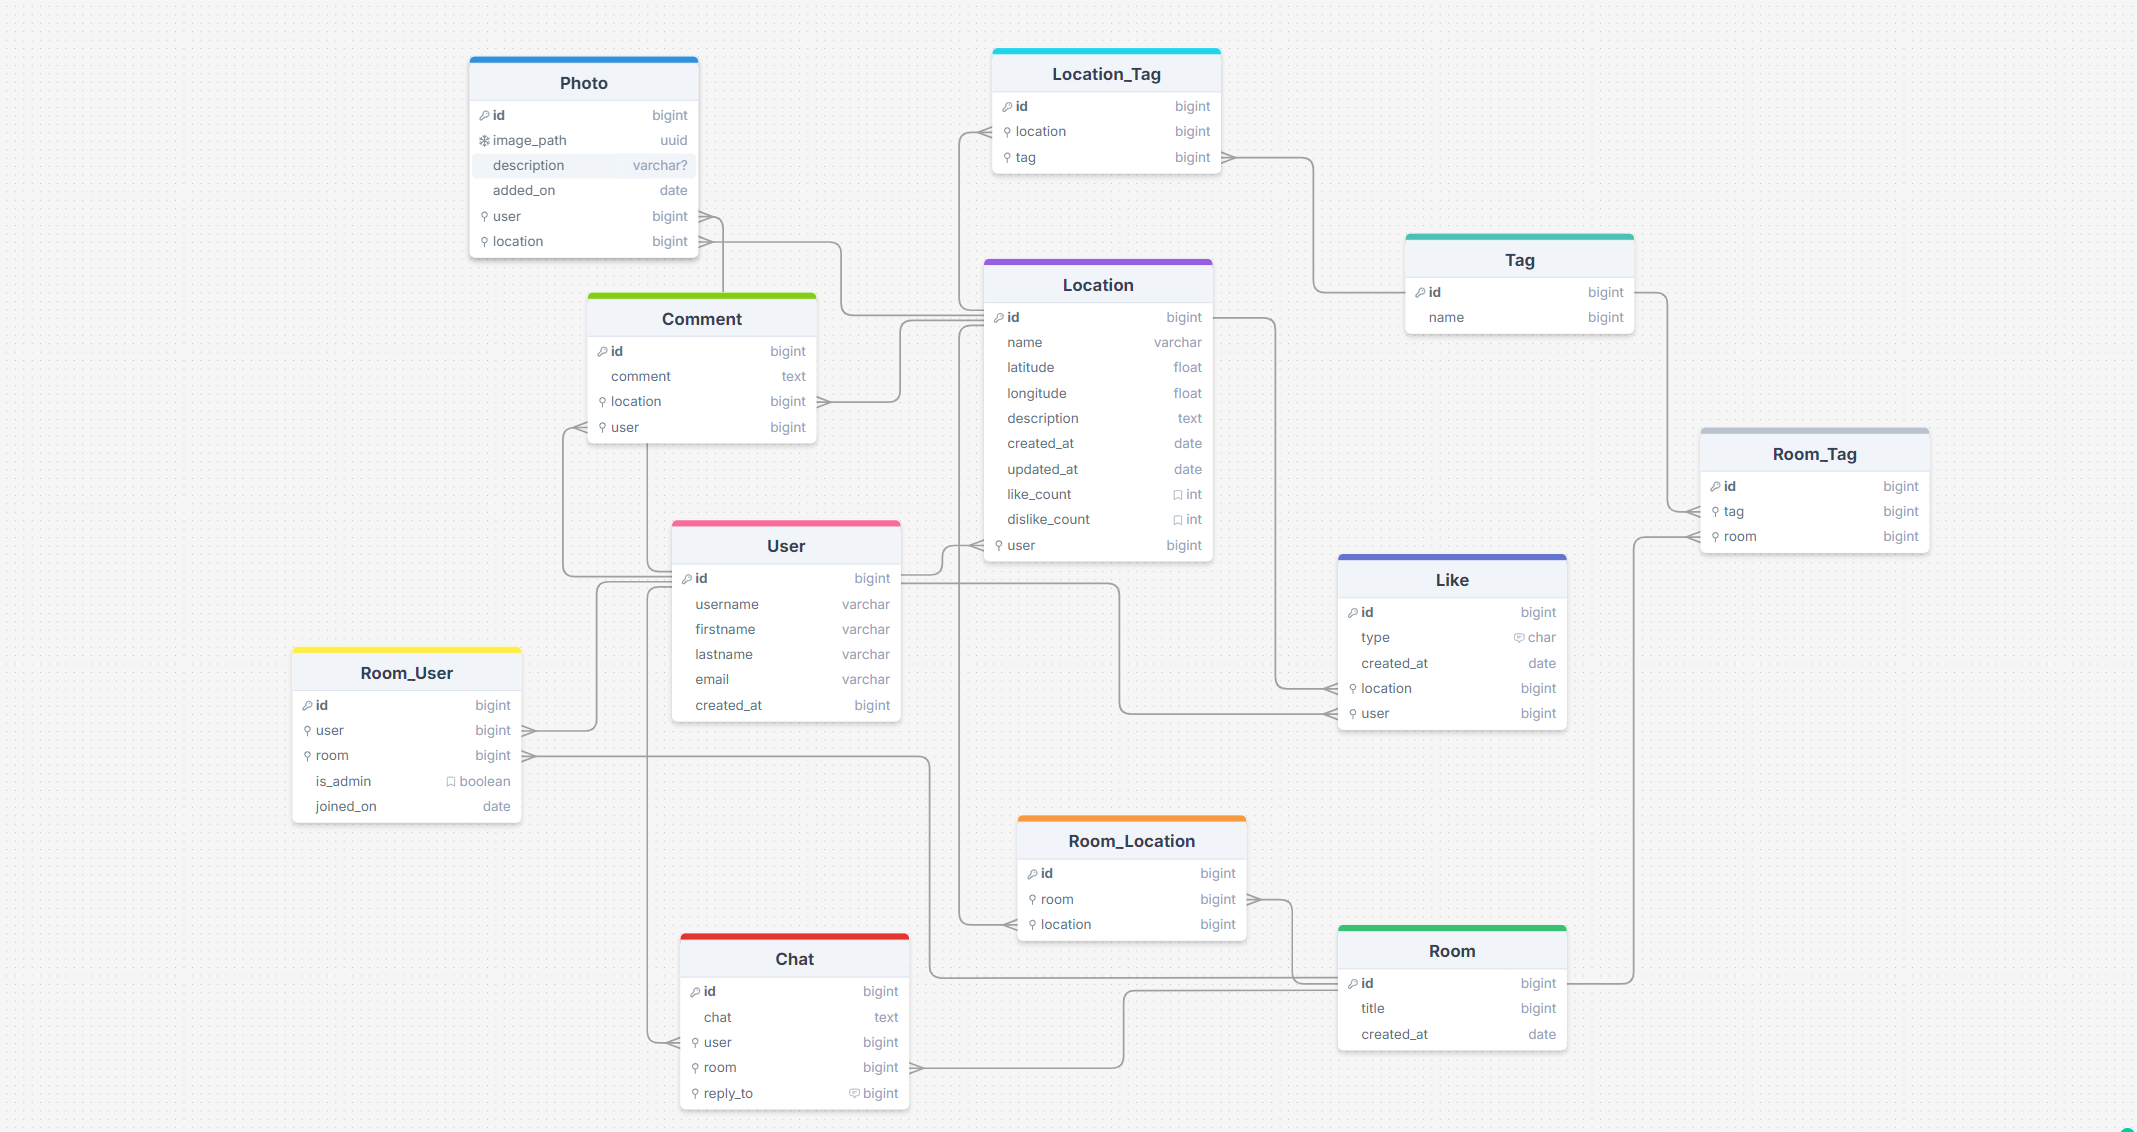 Photo
id bigint
image_path uuid
description varchar?
added_on date
user bigint
location bigint
Location_Tag
id bigint
location bigint
tag bigint
Tag
id bigint
name bigint
Location
id bigint
name varchar
latitude float
longitude float
description text
created_at date
updated_at date
like_count int
dislike_count int
user bigint
Comment
id bigint
comment text
location bigint
user bigint
Room_Tag
id bigint
tag bigint
room bigint
User
id bigint
username varchar
firstname varchar
lastname varchar
email varchar
created_at bigint
Like
id bigint
type char
created_at date
location bigint
user bigint
Room_User
id bigint
user bigint
room bigint
is_admin boolean
joined_on date
Room_Location
id bigint
room bigint
location bigint
Chat
id bigint
chat text
user bigint
room bigint
reply_to bigint
Room
id bigint
title bigint
created_at date